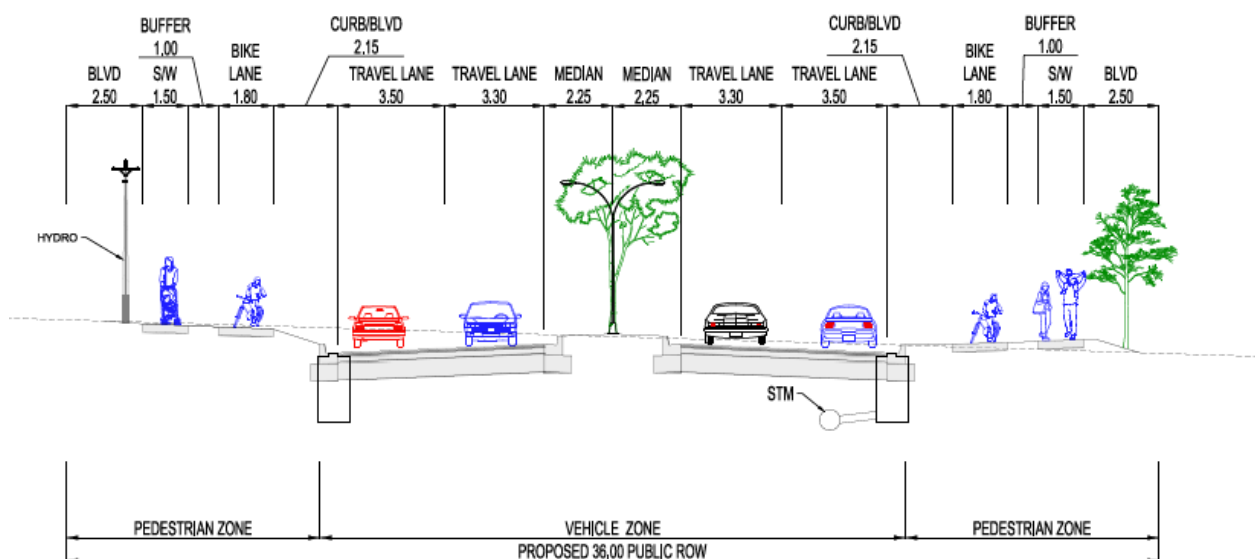 BUFFER
1.00
CURB/BLVD
2.15
CURB/BLVD
2.15
BUFFER
1.00
BLVD
2.50
S/W
1.50
BIKE
LANE
1.80
TRAVEL LANE
3.50
TRAVEL LANE
3.30
MEDIAN
2.25
MEDIAN
2.25
TRAVEL LANE
3.30
TRAVEL LANE
3.50
BIKE
LANE
1.80
S/W
1.50
BLVD
2.50
HYDRO
STM
PEDESTRIAN ZONE
VEHICLE ZONE
PEDESTRIAN ZONE
PROPOSED 36.00 PUBLIC ROW